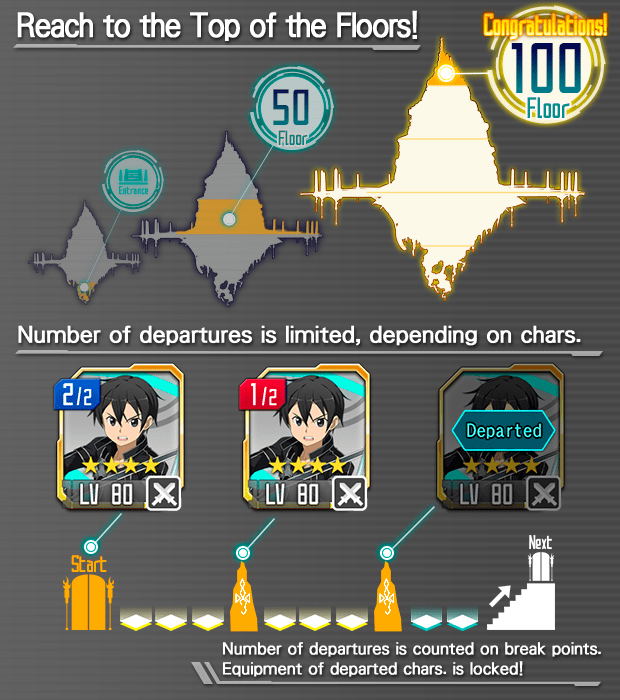 Reach to the Top of the Floors!
Congratulations!
100
Floor
50
Floor
Entrance
Number of departures is limited, depending on chars.
2/2
1/2
Departed
LV 80
LV 80
LV 80
Start
Next
Number of departures is counted on break points.
Equipment of departed chars. is locked!